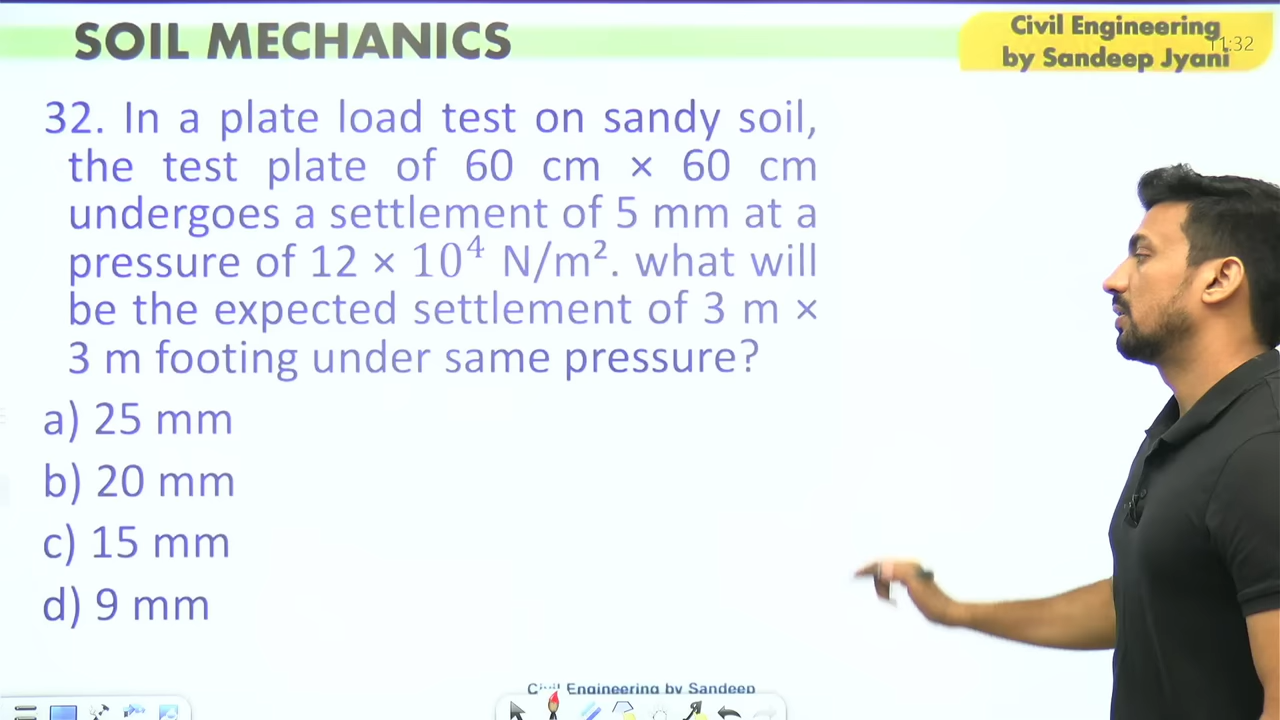 SOIL MECHANICS
Civil Engineering
by Sandeep Jyani
11:32
32. In a plate load test on sandy soil,
the test plate of 60 cm × 60 cm
undergoes a settlement of 5 mm at a
pressure of 12 × 10⁴ N/m². what will
be the expected settlement of 3 m ×
3 m footing under same pressure?
a) 25 mm
b) 20 mm
c) 15 mm
d) 9 mm
Civil Engineering by Sandeep